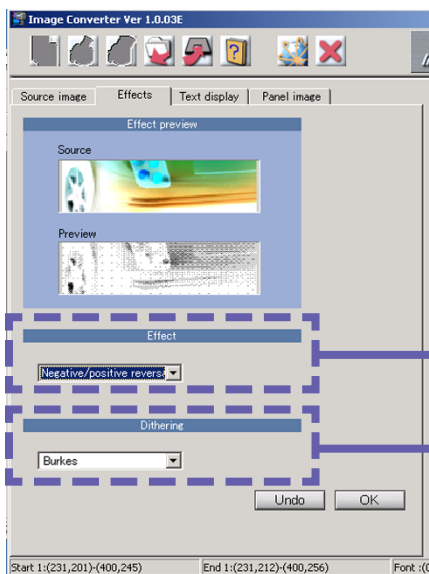 Image Converter Ver 1.0.03E
?
Source image Effects Text display Panel image
Effect preview
Source
Preview
Effect
Negative/positive revers
Dithering
Burkes
Undo OK
Start 1:(231,201)-(400,245) End 1:(231,212)-(400,256) Font :(